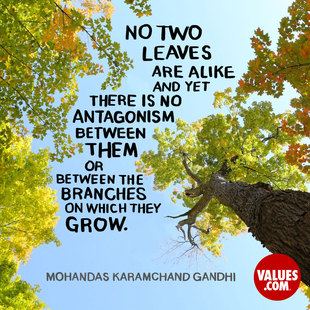 NO TWO
LEAVES
ARE ALIKE
AND YET
THERE IS NO
ANTAGONISM
BETWEEN
THEM
OR
BETWEEN THE
BRANCHES
ON WHICH THEY
GROW.
MOHANDAS KARAMCHAND GANDHI
VALUES
.COM®